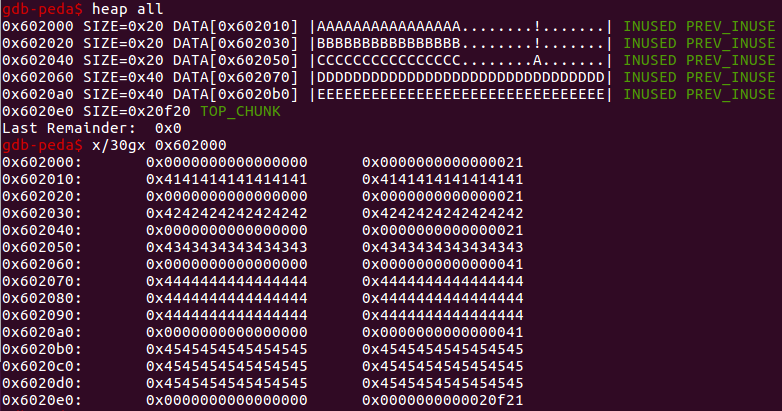 gdb-peda$ heap all
0x602000 SIZE=0x20 DATA[0x602010] |AAAAAAAAAAAAAAAA........!.......| INUSED PREV_INUSE
0x602020 SIZE=0x20 DATA[0x602030] |BBBBBBBBBBBBBBBB........!.......| INUSED PREV_INUSE
0x602040 SIZE=0x20 DATA[0x602050] |CCCCCCCCCCCCCCCC........A.......| INUSED PREV_INUSE
0x602060 SIZE=0x40 DATA[0x602070] |DDDDDDDDDDDDDDDDDDDDDDDDDDDDDDDD| INUSED PREV_INUSE
0x6020a0 SIZE=0x40 DATA[0x6020b0] |EEEEEEEEEEEEEEEEEEEEEEEEEEEEEEEE| INUSED PREV_INUSE
0x6020e0 SIZE=0x20f20 TOP_CHUNK
Last Remainder:  0x0
gdb-peda$ x/30gx 0x602000
0x602000:	0x0000000000000000	0x0000000000000021
0x602010:	0x4141414141414141	0x4141414141414141
0x602020:	0x0000000000000000	0x0000000000000021
0x602030:	0x4242424242424242	0x4242424242424242
0x602040:	0x0000000000000000	0x0000000000000021
0x602050:	0x4343434343434343	0x4343434343434343
0x602060:	0x0000000000000000	0x0000000000000041
0x602070:	0x4444444444444444	0x4444444444444444
0x602080:	0x4444444444444444	0x4444444444444444
0x602090:	0x4444444444444444	0x4444444444444444
0x6020a0:	0x0000000000000000	0x0000000000000041
0x6020b0:	0x4545454545454545	0x4545454545454545
0x6020c0:	0x4545454545454545	0x4545454545454545
0x6020d0:	0x4545454545454545	0x4545454545454545
0x6020e0:	0x0000000000000000	0x0000000000020f21